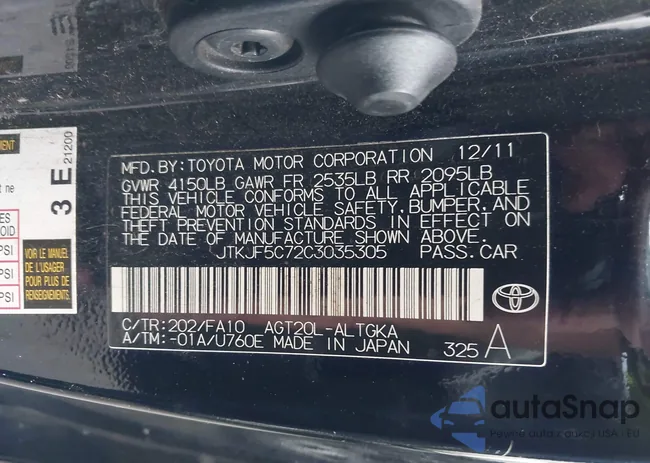 MFD.BY:TOYOTA MOTOR CORPORATION 12/11
GVWR 4150LB GAWR FR 2535LB RR 2095LB
THIS VEHICLE CONFORMS TO ALL APPLICABLE
FEDERAL MOTOR VEHICLE SAFETY, BUMPER, AND
THEFT PREVENTION STANDARDS IN EFFECT ON
THE DATE OF MANUFACTURE SHOWN ABOVE.
JTKJF5C72C3035305 PASS.CAR
C/TR:202/FA10 AGT20L-ALTGKA
A/TM:-01A/U760E MADE IN JAPAN 325 A
3 E
21200
PSI
PSI
VOIR LE MANUEL
DE L'USAGER
POUR PLUS DE
RENSEIGNEMENTS
autaSnap